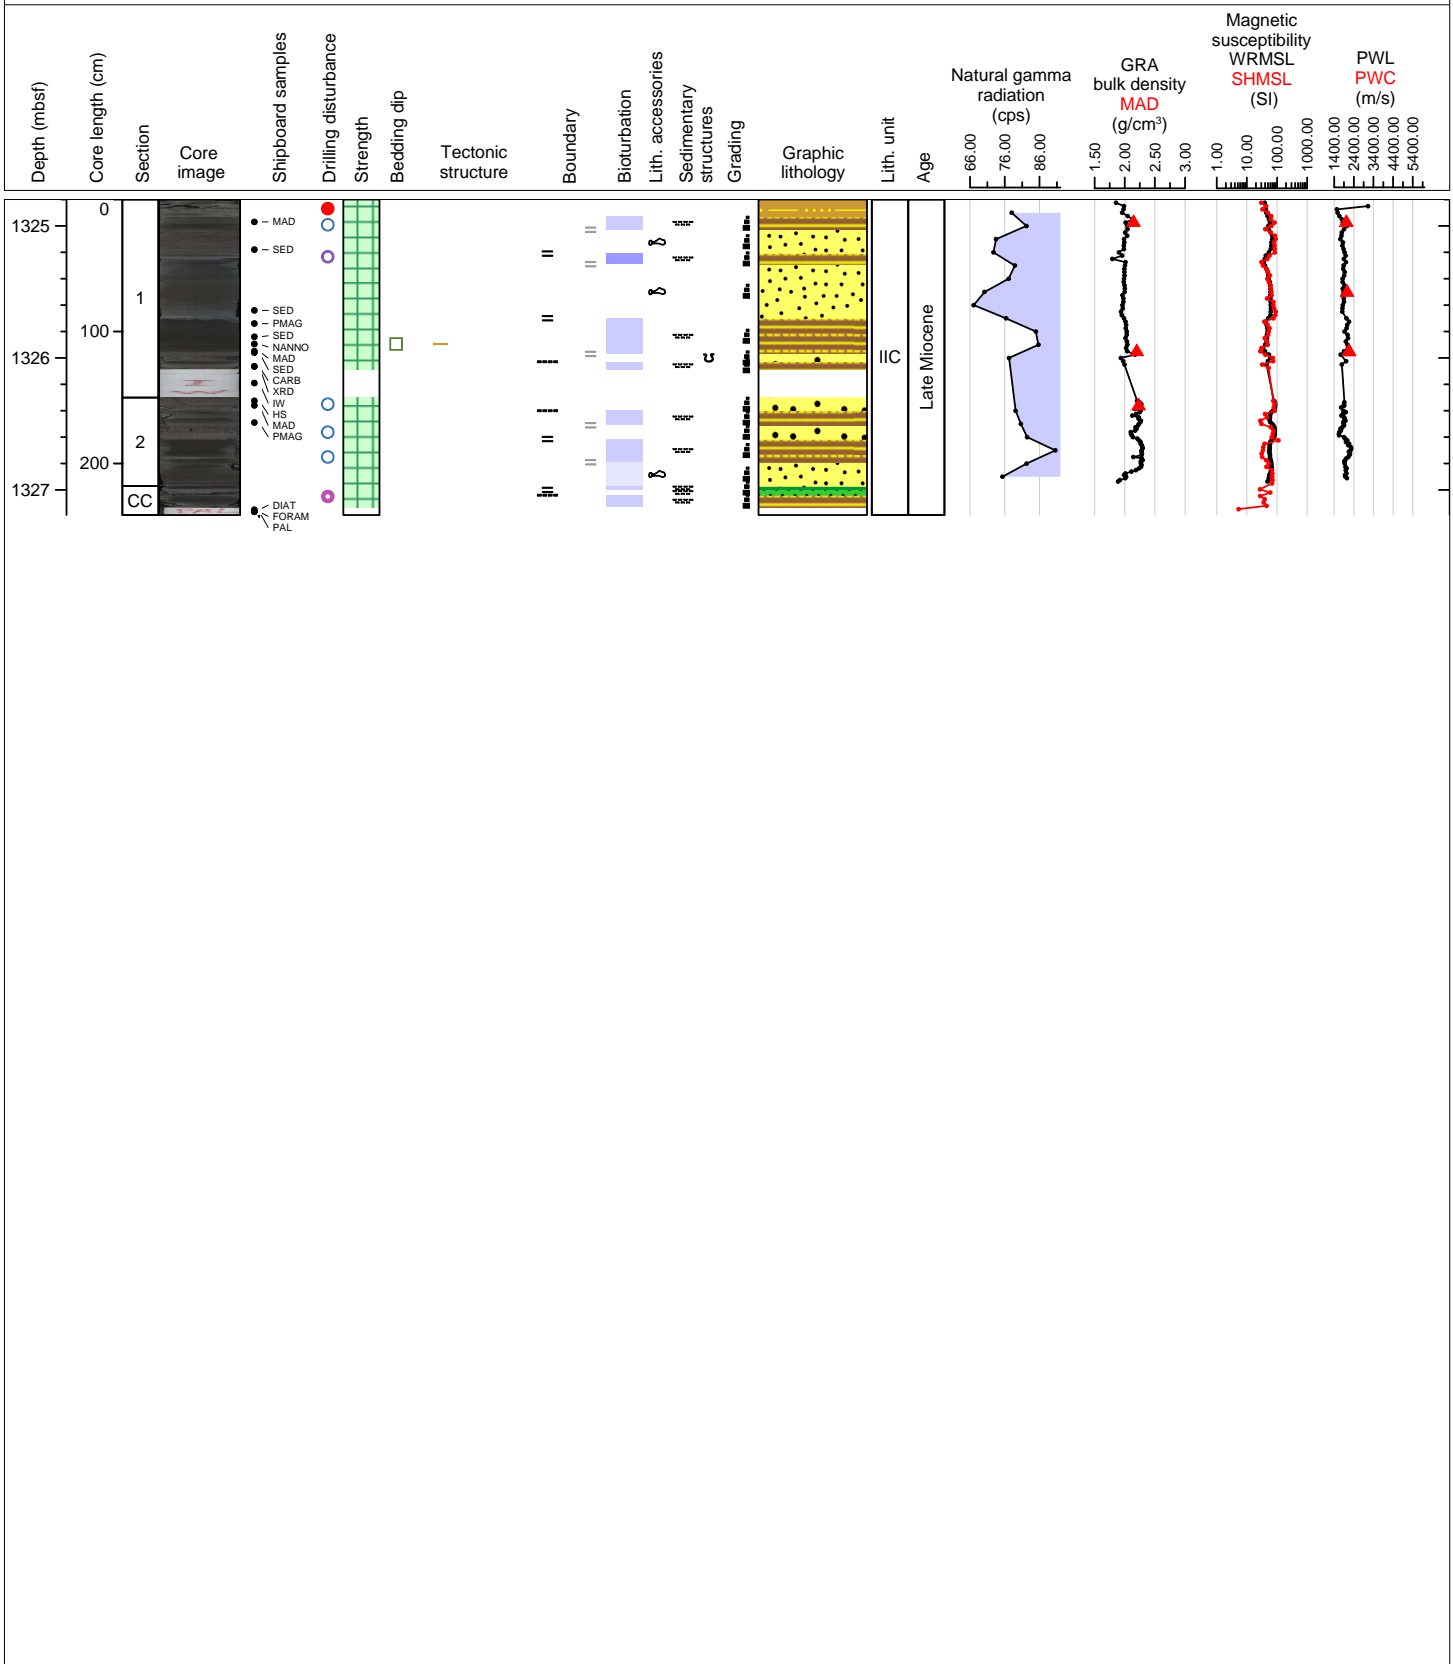 Depth (mbsf)
Core length (cm)
Section
Core
image
Shipboard samples
Drilling disturbance
Strength
Bedding dip
Tectonic
structure
Boundary
Bioturbation
Lith. accessories
Sedimentary
structures
Grading
Graphic
lithology
Lith. unit
Age
Natural gamma
radiation
(cps)
66.00
76.00
86.00
GRA
bulk density
MAD
(g/cm³)
1.50
2.00
2.50
3.00
Magnetic
susceptibility
WRMSL
SHMSL
(SI)
1.00
10.00
100.00
1000.00
PWL
PWC
(m/s)
1400.00
2400.00
3400.00
4400.00
5400.00
1325
1326
1327
0
100
200
1
2
CC
MAD
SED
SED
PMAG
SED
NANNO
MAD
SED
CARB
XRD
IW
HS
MAD
PMAG
DIAT
FORAM
PAL
IIC
Late Miocene